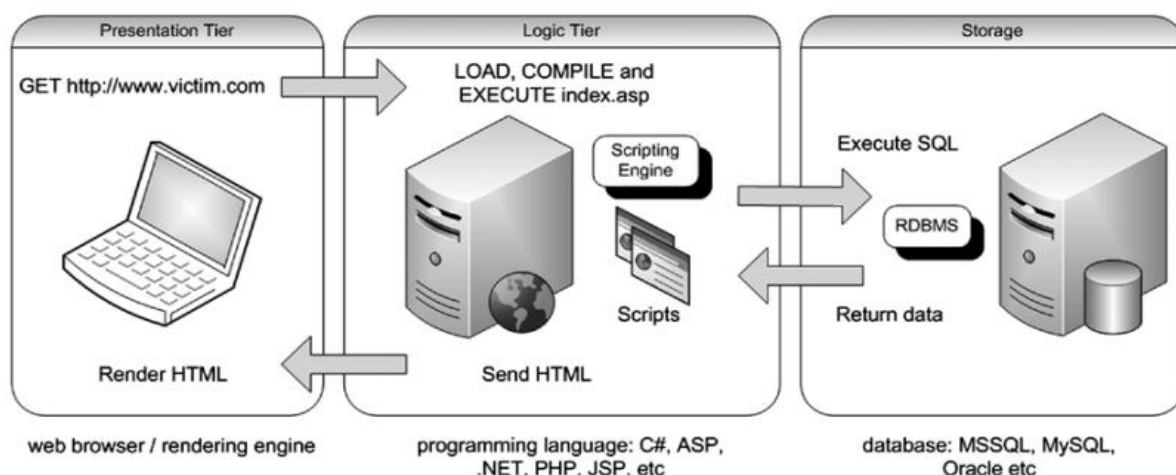 Presentation Tier
GET http://www.victim.com
Render HTML
web browser / rendering engine
Logic Tier
LOAD, COMPILE and
EXECUTE index.asp
Scripting
Engine
Scripts
Send HTML
programming language: C#, ASP,
.NET, PHP, JSP, etc
Storage
Execute SQL
RDBMS
Return data
database: MSSQL, MySQL,
Oracle etc